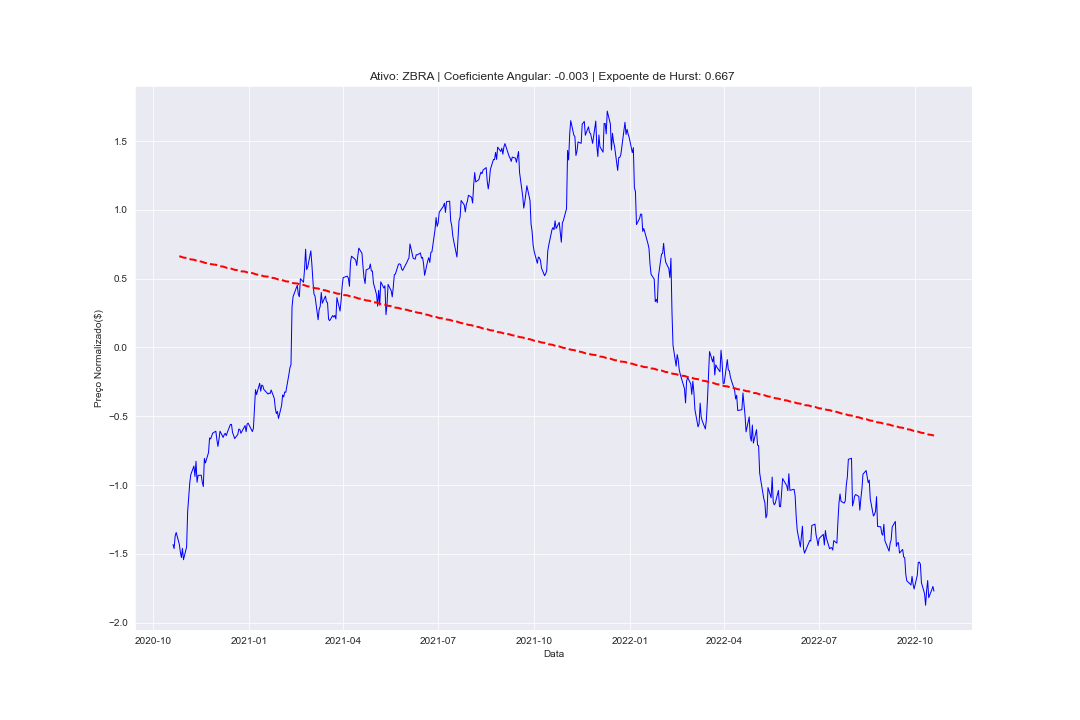 Ativo: ZBRA | Coeficiente Angular: -0.003 | Expoente de Hurst: 0.667
Preço Normalizado($)
1.5
1.0
0.5
0.0
−0.5
−1.0
−1.5
−2.0
2020-10 2021-01 2021-04 2021-07 2021-10 2022-01 2022-04 2022-07 2022-10
Data